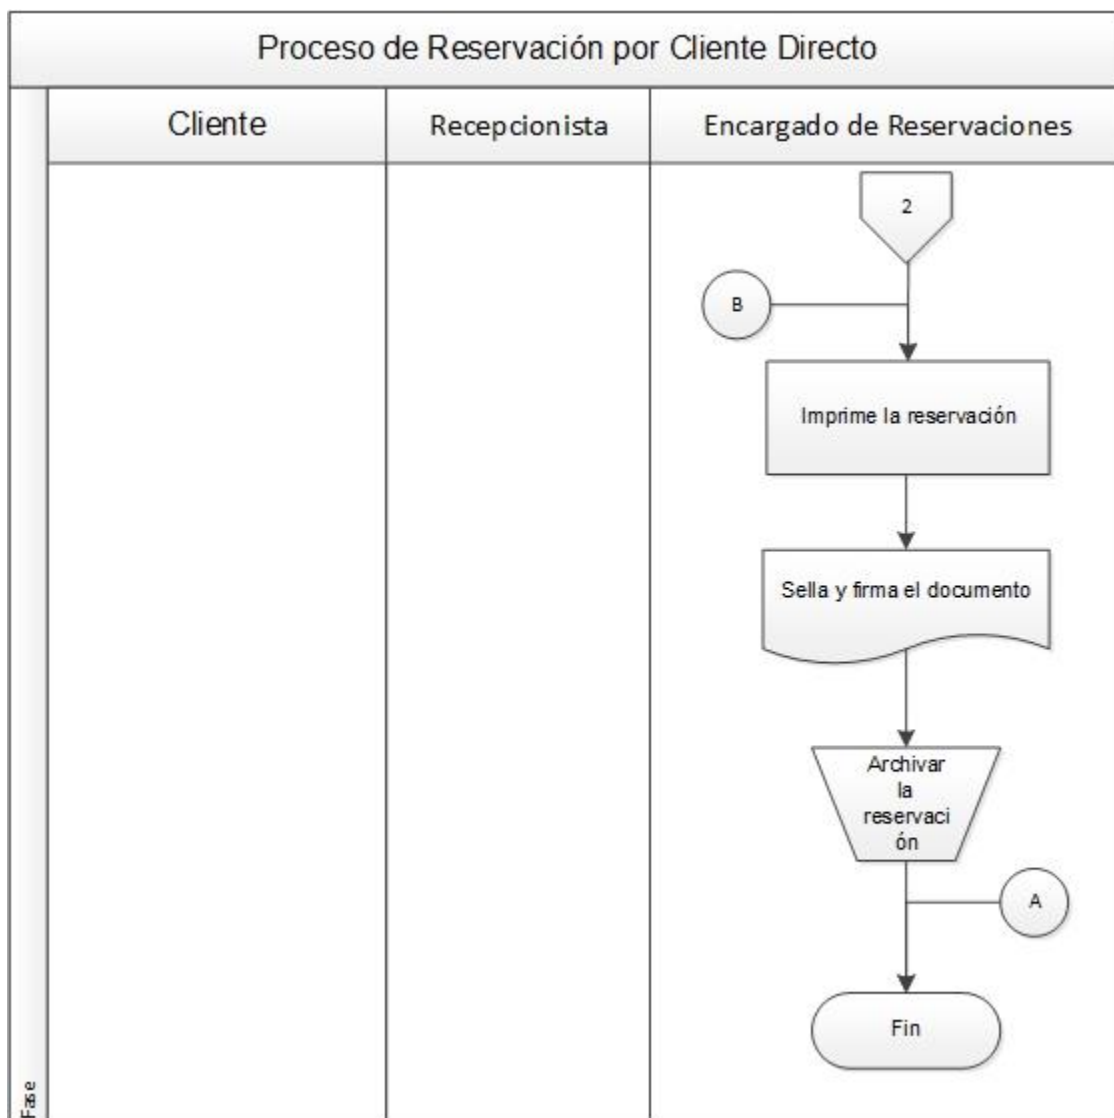 Proceso de Reservación por Cliente Directo
Cliente
Recepcionista
Encargado de Reservaciones
2
B
Imprime la reservación
Sella y firma el documento
Archivar
la
reservaci
ón
A
Fin
Fase